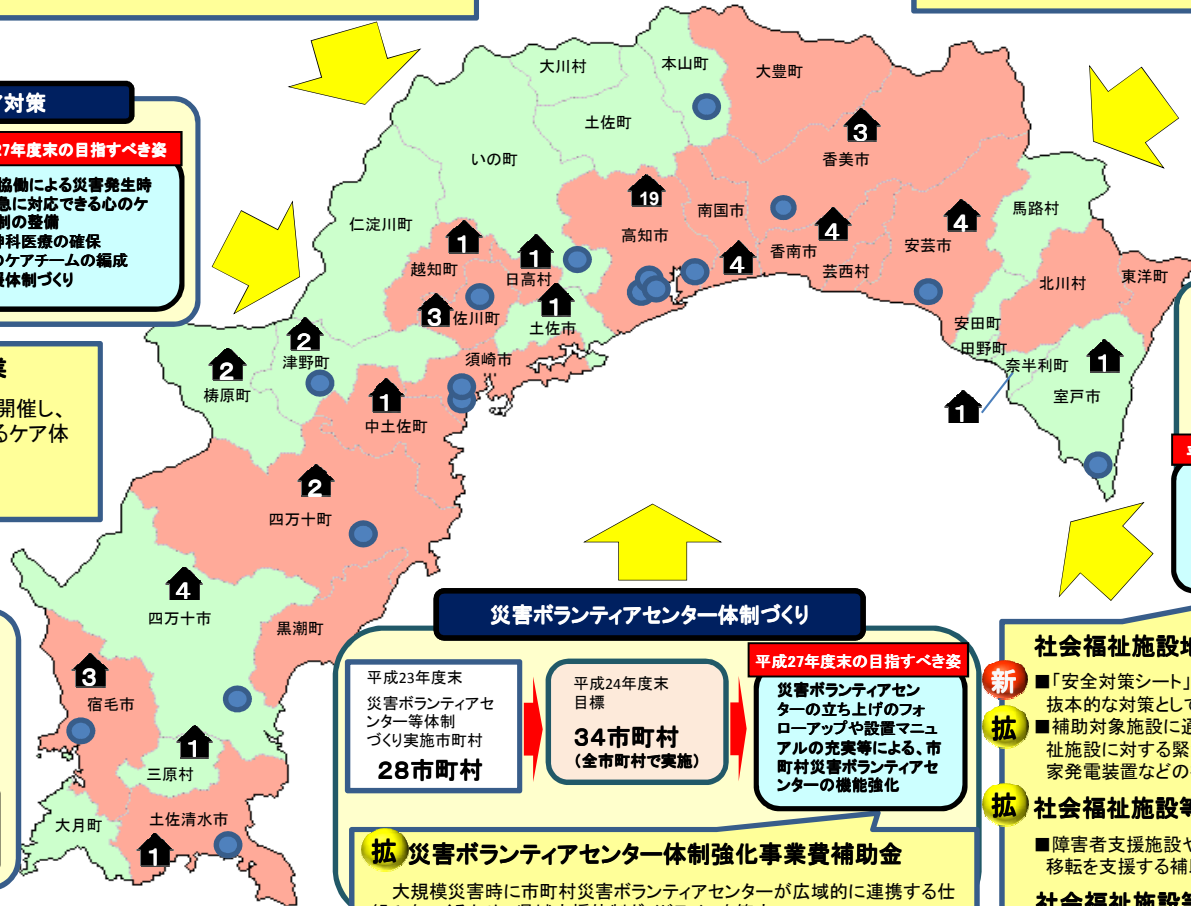 ア対策
27年度末の目指すべき姿
協働による災害発生時
急に対応できる心のケ
制の整備
神科医療の確保
のケアチームの編成
援体制づくり
業
開催し、
るケア体
大川村
本山町
大豊町
土佐町
いの町
3
香美市
仁淀川町
19
高知市
南国市
4
香南市
4
芸西村
4
安芸市
馬路村
北川村
東洋町
1
越知町
1
日高村
3
佐川町
1
土佐市
須崎市
安田町
田野町
奈半利町
1
1
室戸市
2
津野町
2
梼原町
1
中土佐町
2
四万十町
4
四万十市
黒潮町
3
宿毛市
1
三原村
大月町
土佐清水市
1
災害ボランティアセンター体制づくり
平成23年度末
災害ボランティアセ
ンター等体制
づくり実施市町村
28市町村
平成24年度末
目標
34市町村
(全市町村で実施)
平成27年度末の目指すべき姿
災害ボランティアセン
ターの立ち上げのフォ
ローアップや設置マニュ
アルの充実等による、市
町村災害ボランティアセ
ンターの機能強化
拡 災害ボランティアセンター体制強化事業費補助金
大規模災害時に市町村災害ボランティアセンターが広域的に連携する仕
社会福祉施設地
新 ■「安全対策シート」
抜本的な対策として
拡 ■補助対象施設に通
祉施設に対する緊
家発電装置などの
拡 社会福祉施設等
■障害者支援施設や
移転を支援する補助
社会福祉施設等